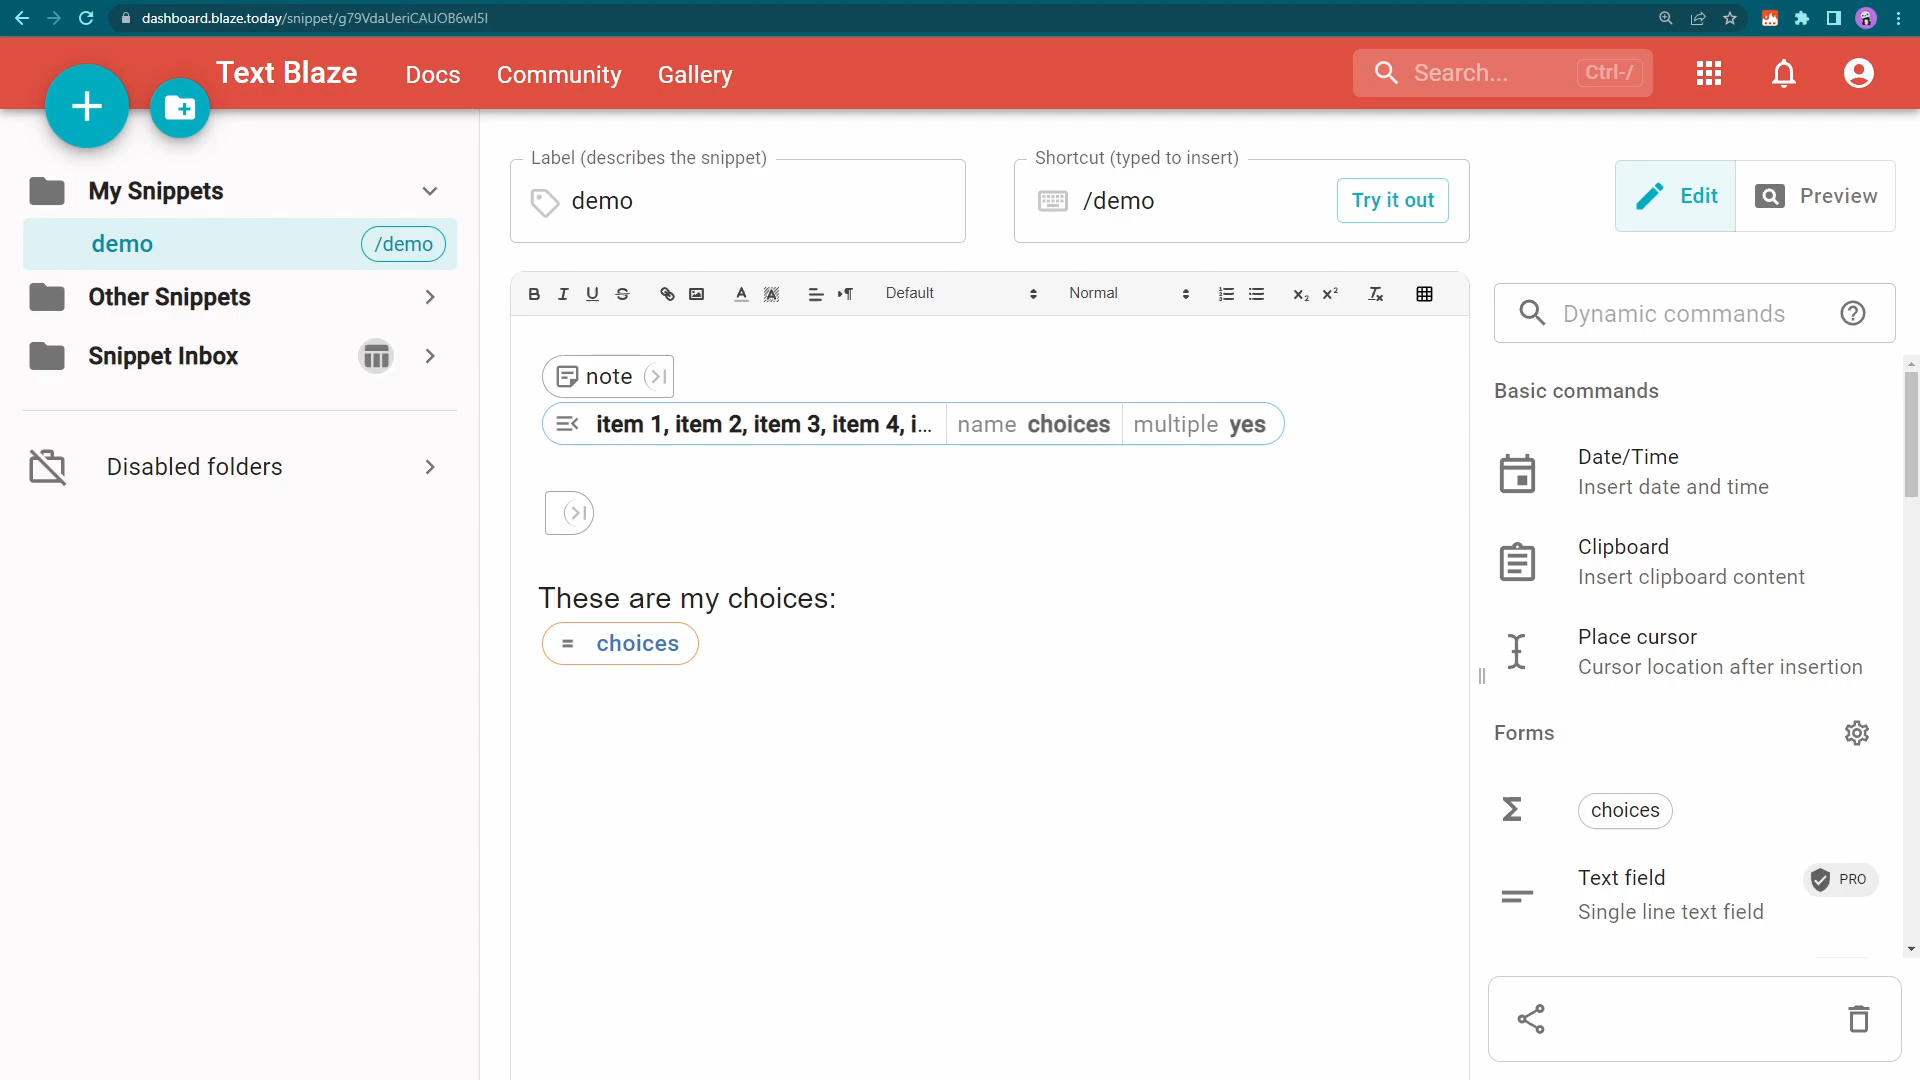 dashboard.blaze.today/snippet/g79VdaUeriCAUOB6wI5I
Text Blaze
Docs
Community
Gallery
Search...
Ctrl-/
My Snippets
demo
/demo
Other Snippets
Snippet Inbox
Disabled folders
Label (describes the snippet)
demo
Shortcut (typed to insert)
/demo
Try it out
Edit
Preview
Default
Normal
note
item 1, item 2, item 3, item 4, i... name choices multiple yes
These are my choices:
= choices
Dynamic commands
Basic commands
Date/Time
Insert date and time
Clipboard
Insert clipboard content
Place cursor
Cursor location after insertion
Forms
choices
Text field
PRO
Single line text field